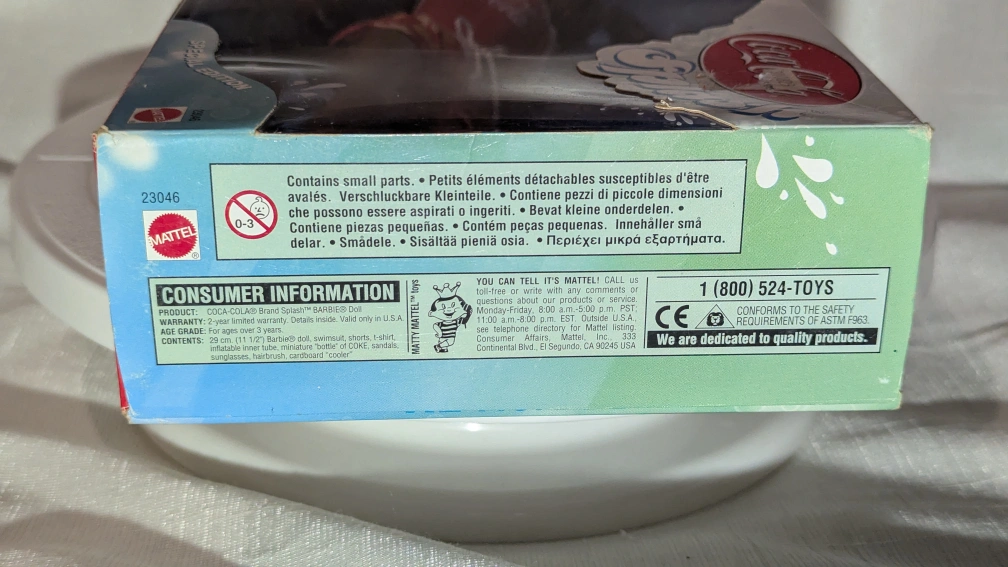 SPECIAL EDITION
Coca-Cola
Splash
MATTEL
23046
MATTEL
®
0-3
Contains small parts. • Petits éléments détachables susceptibles d'être
avalés. Verschluckbare Kleinteile. • Contiene pezzi di piccole dimensioni
che possono essere aspirati o ingeriti. • Bevat kleine onderdelen. •
Contiene piezas pequeñas. • Contém peças pequenas. Innehåller små
delar. • Smådele. • Sisältää pieniä osia. • Περιέχει μικρά εξαρτήματα.
CONSUMER INFORMATION
PRODUCT: COCA-COLA® Brand Splash™ BARBIE® Doll
WARRANTY: 2-year limited warranty. Details inside. Valid only in U.S.A.
AGE GRADE: For ages over 3 years.
CONTENTS: 29 cm. (11 1/2") Barbie® doll, swimsuit, shorts, t-shirt,
inflatable inner tube, miniature "bottle" of COKE, sandals,
sunglasses, hairbrush, cardboard "cooler"
MATTY MATTEL™ toys
YOU CAN TELL IT'S MATTEL! CALL us
toll-free or write with any comments or
questions about our products or service.
Monday-Friday, 8:00 a.m.-5:00 p.m. PST;
11:00 a.m.-8:00 p.m. EST. Outside U.S.A.,
see telephone directory for Mattel listing.
Consumer Affairs, Mattel, Inc., 333
Continental Blvd., El Segundo, CA 90245 USA
1 (800) 524-TOYS
CE
CONFORMS TO THE SAFETY
REQUIREMENTS OF ASTM F963.
We are dedicated to quality products.